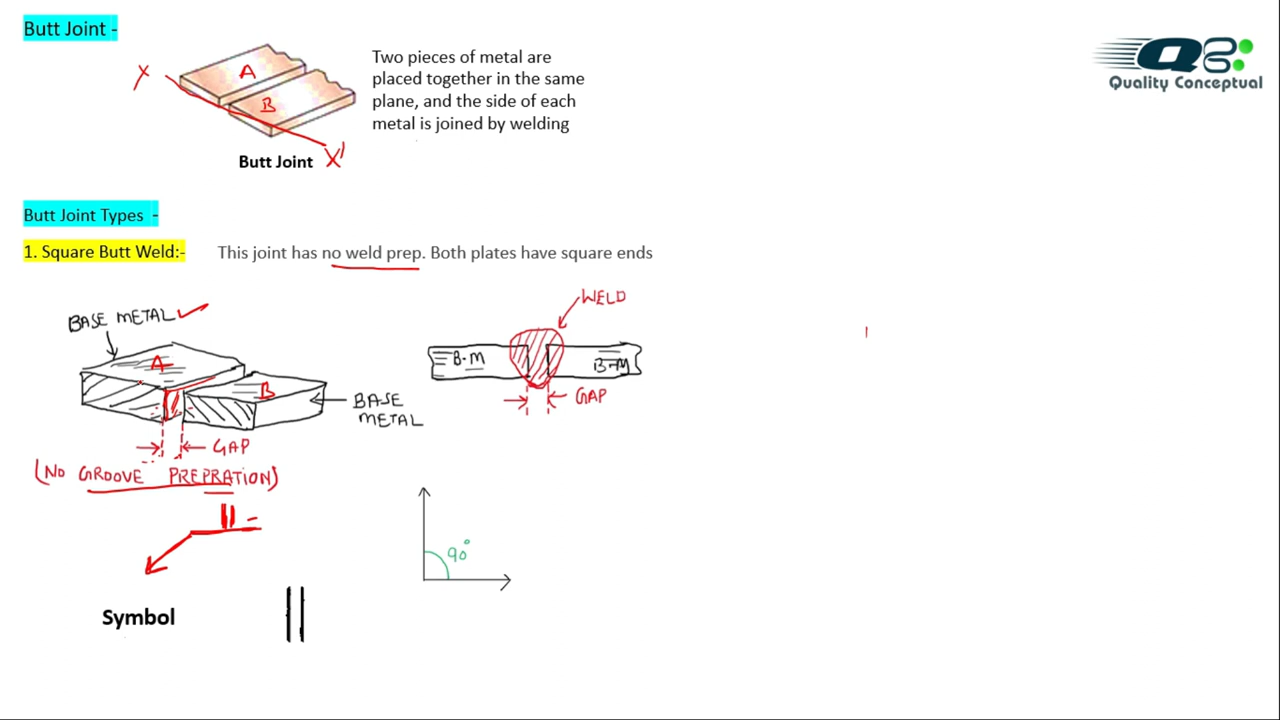 Butt Joint -
X
A
B
X'
Butt Joint
Two pieces of metal are
placed together in the same
plane, and the side of each
metal is joined by welding
Quality Conceptual
Butt Joint Types -
1. Square Butt Weld:-
This joint has no weld prep. Both plates have square ends
BASE METAL
A
B
BASE
METAL
GAP
(NO GROOVE PREPRATION)
WELD
B.M
B.M
GAP
90°
Symbol